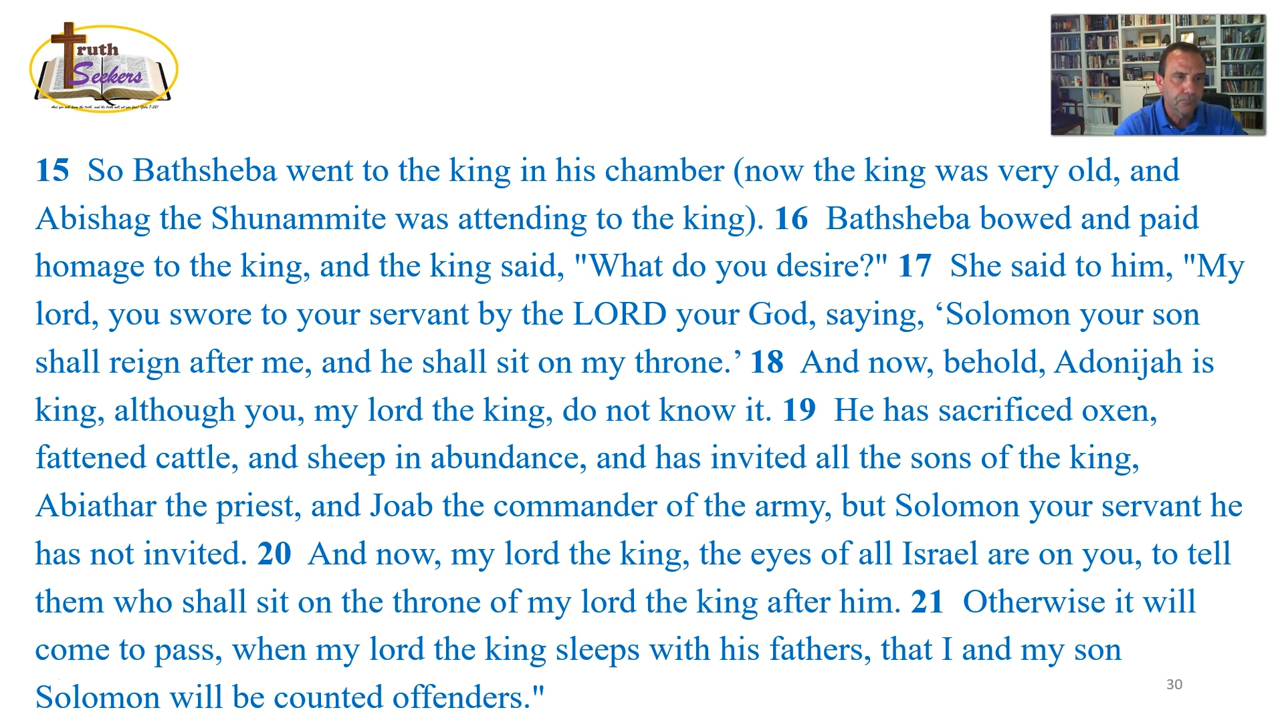 Truth
Seekers
15  So Bathsheba went to the king in his chamber (now the king was very old, and
Abishag the Shunammite was attending to the king). 16  Bathsheba bowed and paid
homage to the king, and the king said, "What do you desire?" 17  She said to him, "My
lord, you swore to your servant by the LORD your God, saying, ‘Solomon your son
shall reign after me, and he shall sit on my throne.’ 18  And now, behold, Adonijah is
king, although you, my lord the king, do not know it. 19  He has sacrificed oxen,
fattened cattle, and sheep in abundance, and has invited all the sons of the king,
Abiathar the priest, and Joab the commander of the army, but Solomon your servant he
has not invited. 20  And now, my lord the king, the eyes of all Israel are on you, to tell
them who shall sit on the throne of my lord the king after him. 21  Otherwise it will
come to pass, when my lord the king sleeps with his fathers, that I and my son
Solomon will be counted offenders."
30